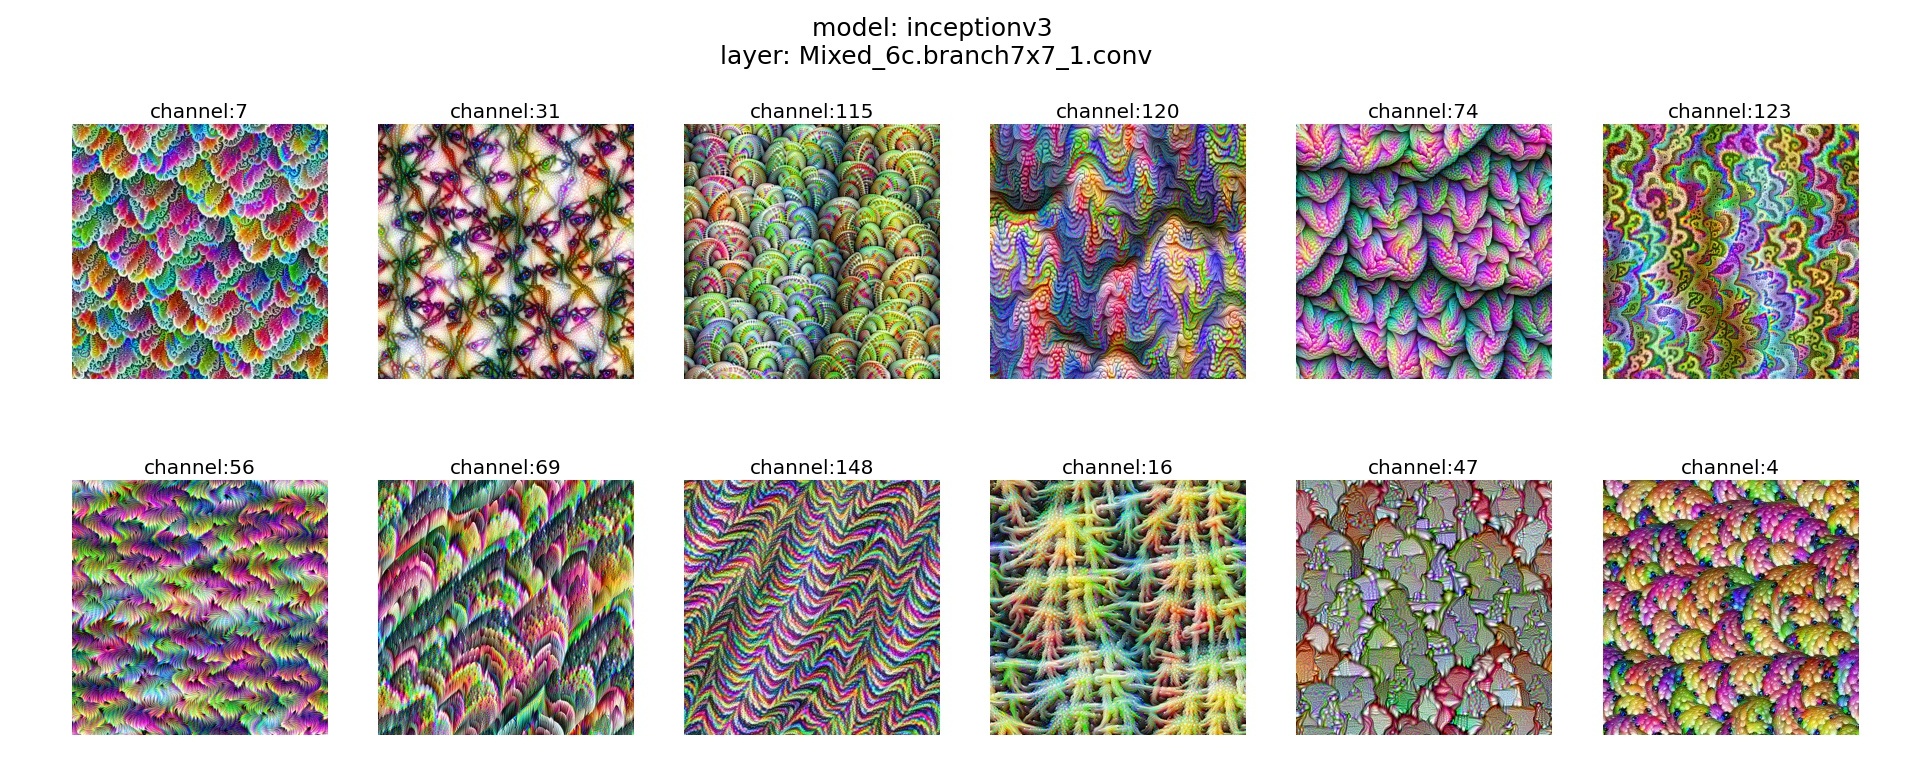 model: inceptionv3
layer: Mixed_6c.branch7x7_1.conv
channel:7
channel:31
channel:115
channel:120
channel:74
channel:123
channel:56
channel:69
channel:148
channel:16
channel:47
channel:4